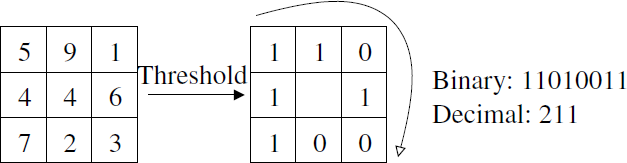 5 9 1
4 4 6
7 2 3
Threshold
1 1 0
1 1
1 0 0
Binary: 11010011
Decimal: 211